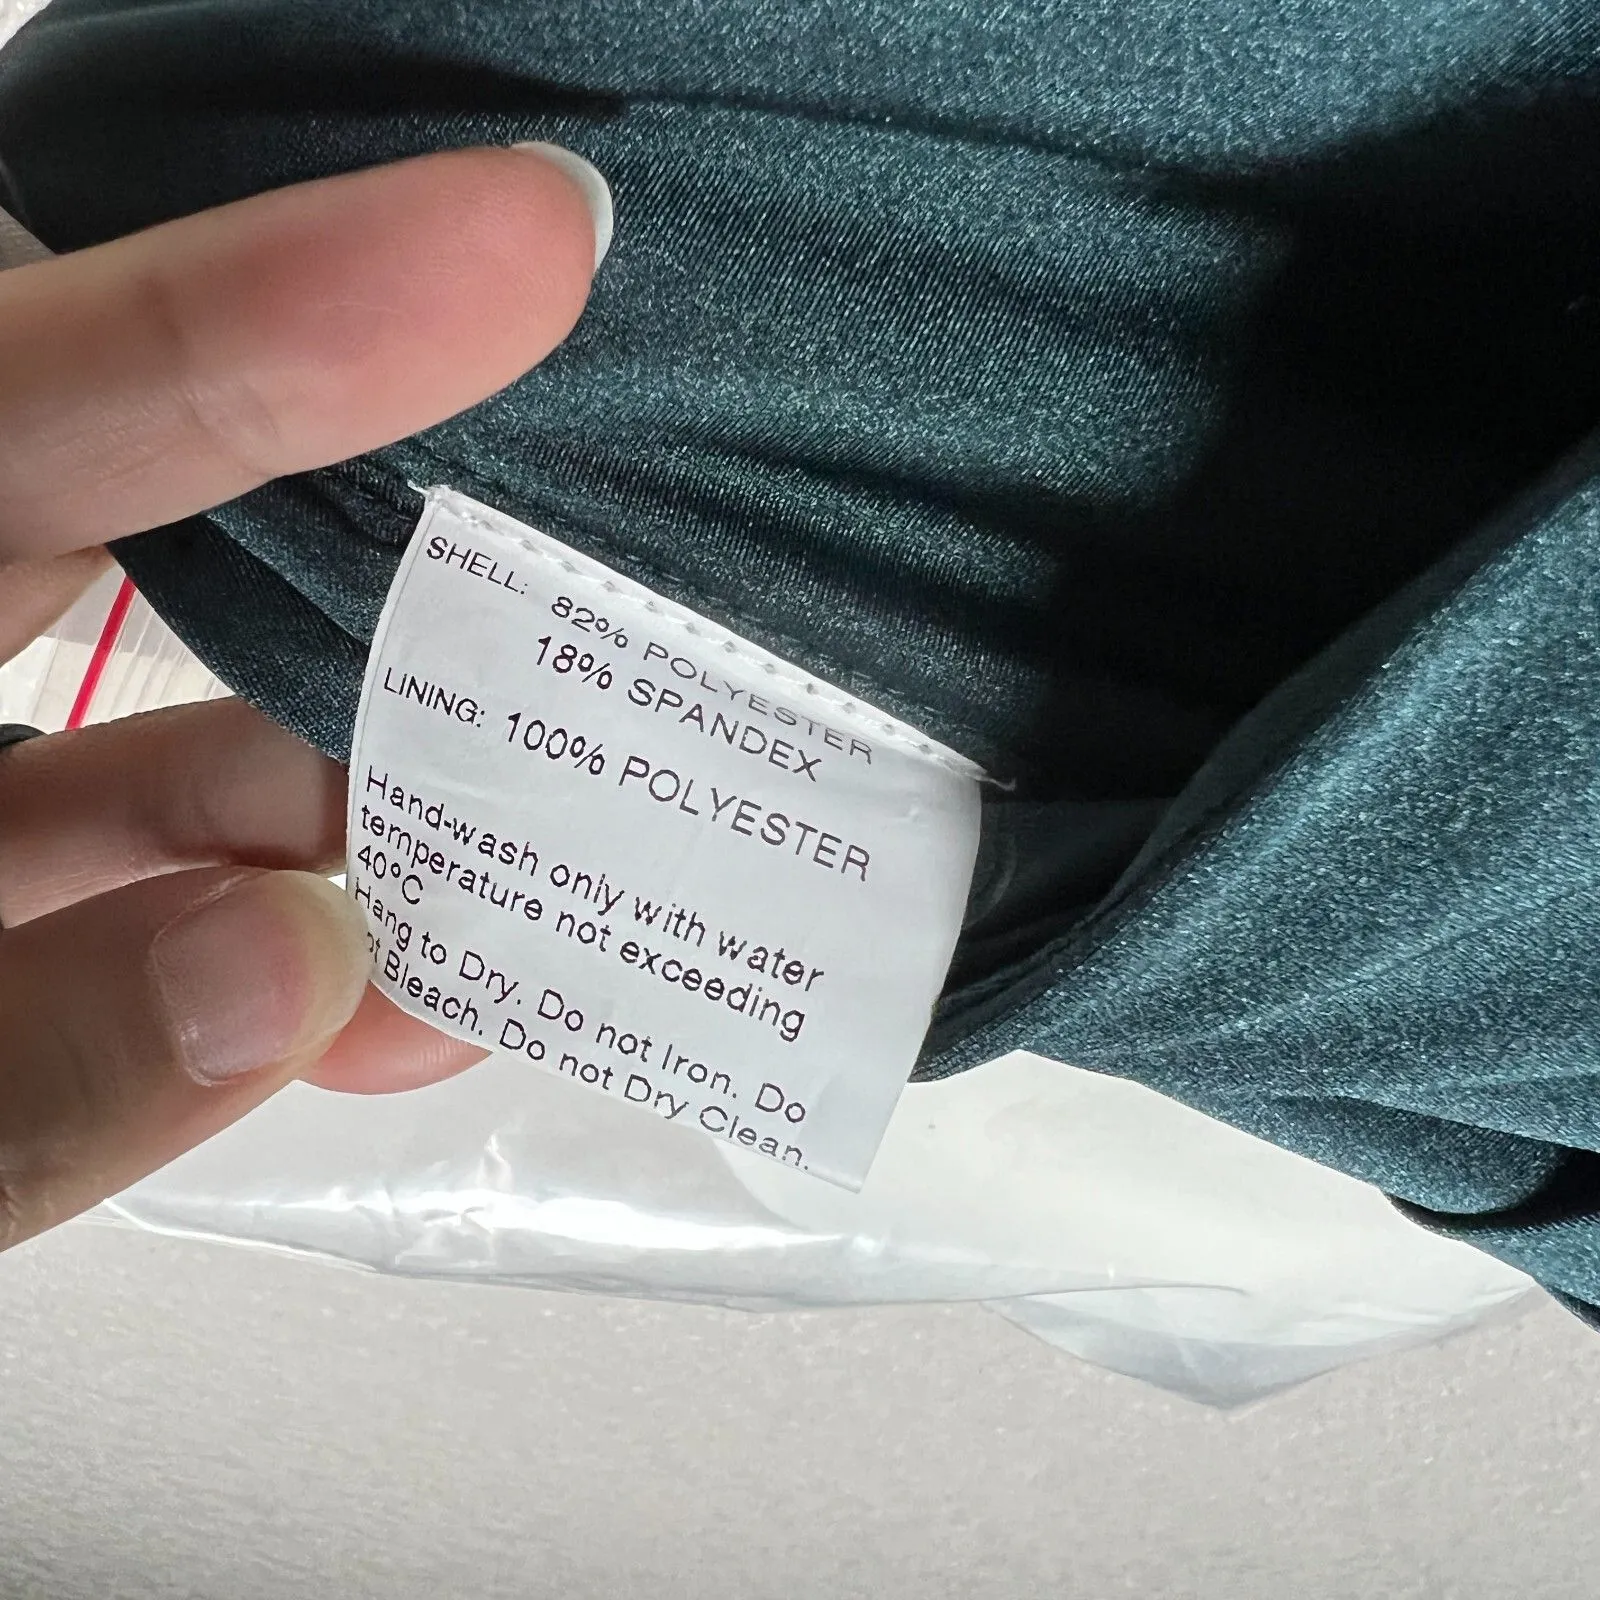 SHELL: 82% POLYESTER
18% SPANDEX
LINING: 100% POLYESTER
Hand-wash only with water
temperature not exceeding
40°C
Hang to Dry. Do not Iron. Do
Bleach. Do not Dry Clean.